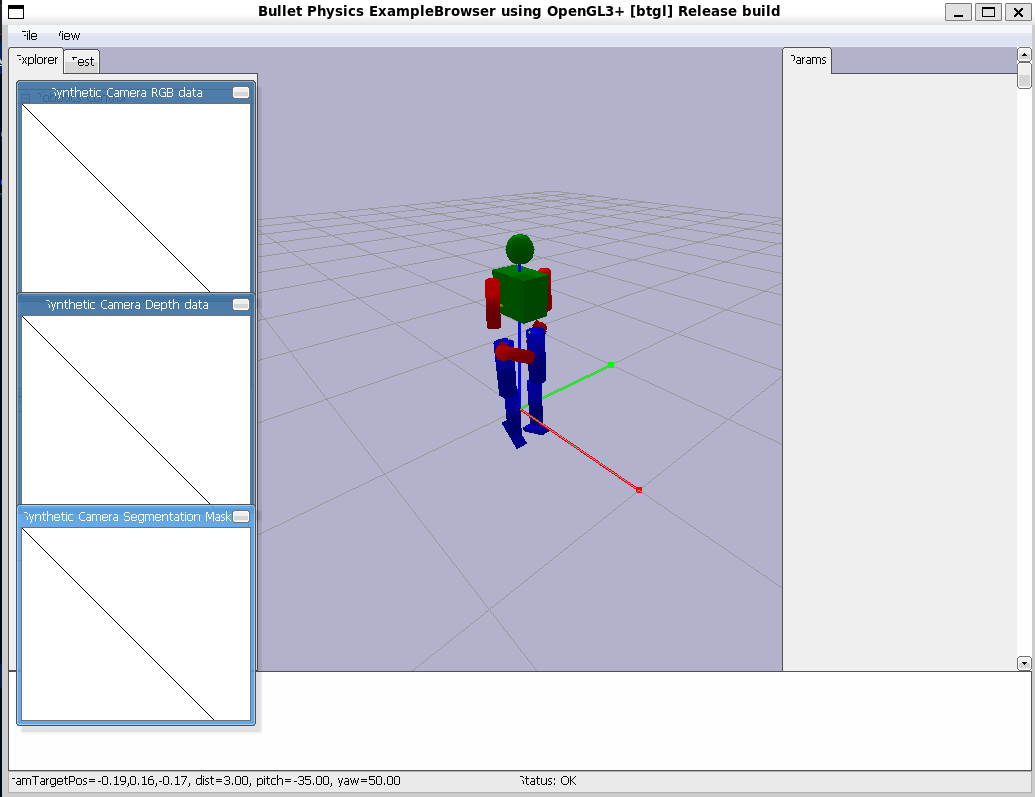 Bullet Physics ExampleBrowser using OpenGL3+ [btgl] Release build
File View
Explorer Test
Params
Synthetic Camera RGB data
Synthetic Camera Depth data
Synthetic Camera Segmentation Mask
camTargetPos=-0.19,0.16,-0.17, dist=3.00, pitch=-35.00, yaw=50.00
Status: OK